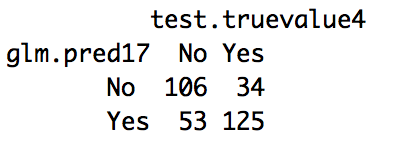 test.truevalue4
glm.pred17 No Yes
No 106 34
Yes 53 125